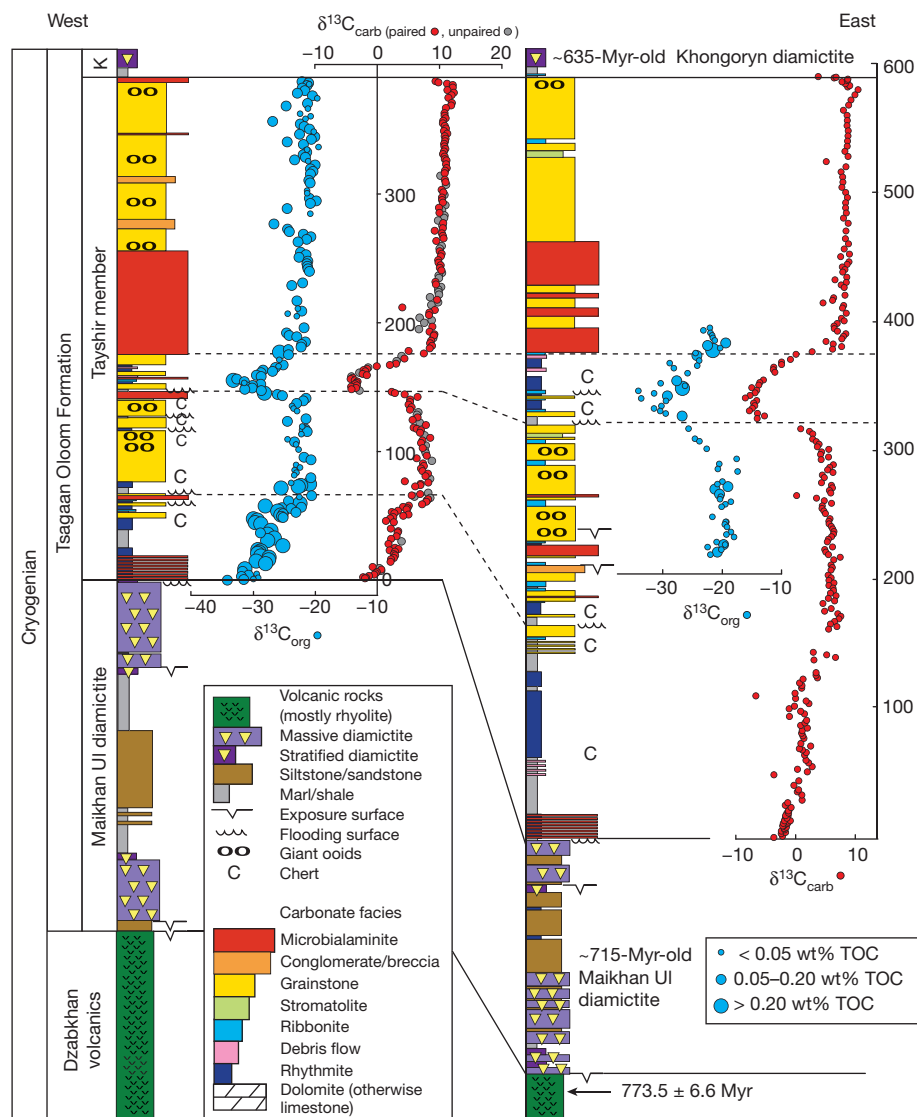 West
East
δ13Ccarb (paired , unpaired )
−10 0 10
~635-Myr-old Khongoryn diamictite
K
600
500
400
300
200
100
300
200
100
0
Cryogenian
Tsagaan Oloom Formation
Tayshir member
Maikhan Ul diamictite
Dzabkhan volcanics
C
C
C
C
C
C
C
C
C
C
C
C
−40 −30 −20 −10
δ13Corg
−30 −20 −10
δ13Corg
−10 0 10
δ13Ccarb
Volcanic rocks
(mostly rhyolite)
Massive diamictite
Stratified diamictite
Siltstone/sandstone
Marl/shale
Exposure surface
Flooding surface
Giant ooids
C Chert
Carbonate facies
Microbialaminite
Conglomerate/breccia
Grainstone
Stromatolite
Ribbonite
Debris flow
Rhythmite
Dolomite (otherwise
limestone)
~715-Myr-old
Maikhan Ul
diamictite
< 0.05 wt% TOC
0.05–0.20 wt% TOC
> 0.20 wt% TOC
773.5 ± 6.6 Myr